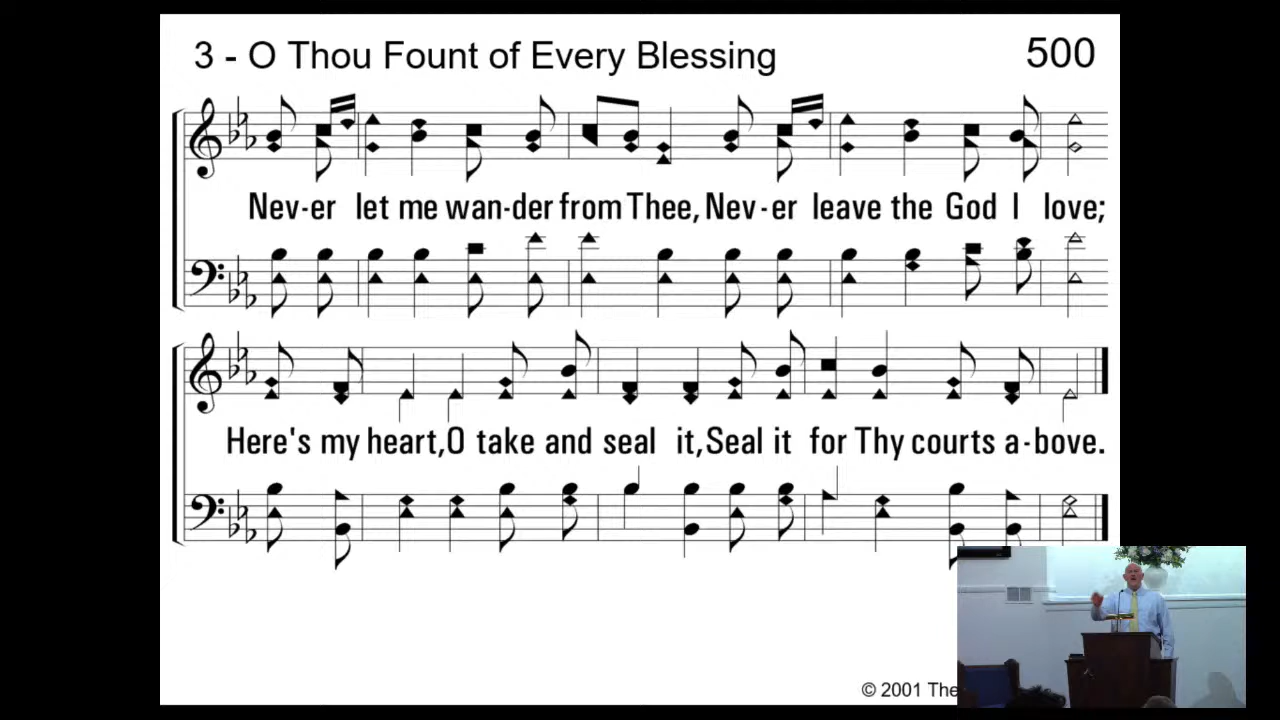 3 - O Thou Fount of Every Blessing 500
Nev-er let me wan-der from Thee, Nev-er leave the God I love;
Here's my heart, O take and seal it, Seal it for Thy courts a-bove.
© 2001 The